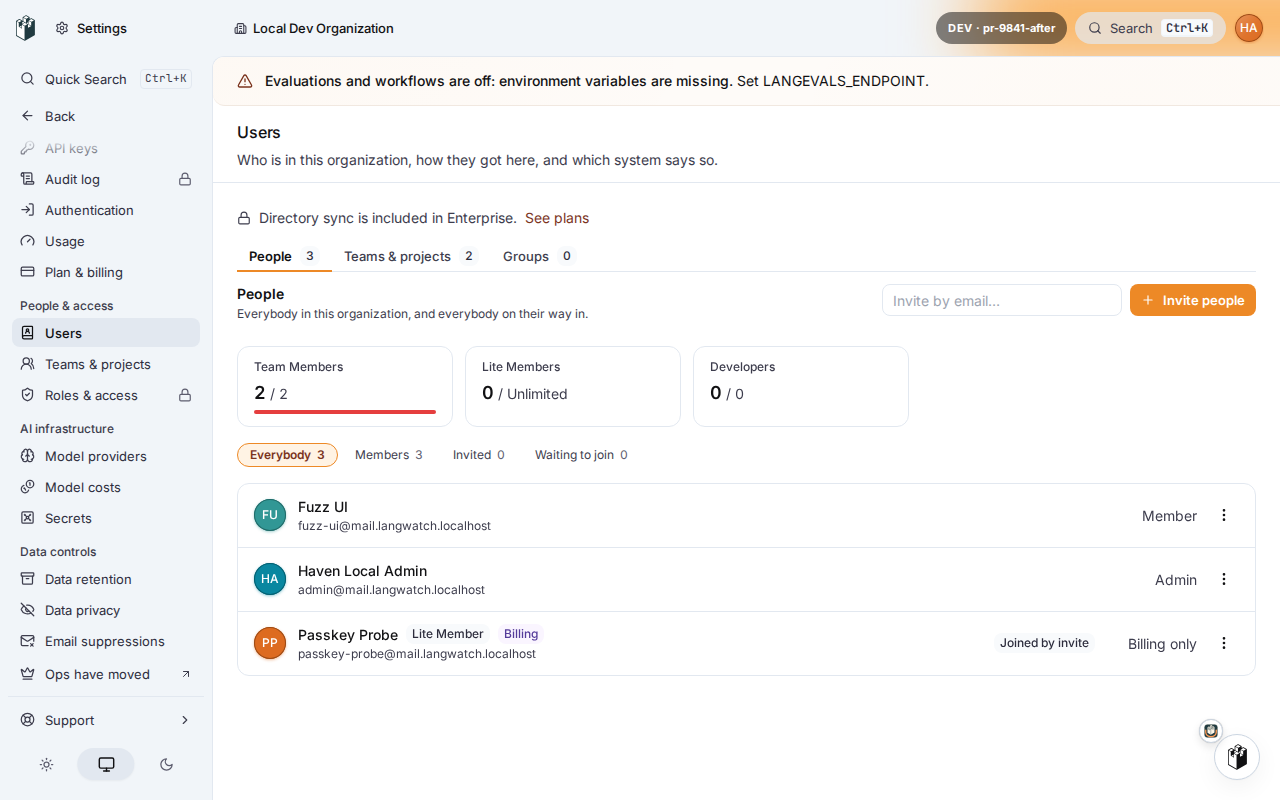 Settings
Local Dev Organization
DEV · pr-9841-after
Search Ctrl+K
HA
Quick Search Ctrl+K
Back
API keys
Audit log
Authentication
Usage
Plan & billing
People & access
Users
Teams & projects
Roles & access
AI infrastructure
Model providers
Model costs
Secrets
Data controls
Data retention
Data privacy
Email suppressions
Ops have moved
Support
Evaluations and workflows are off: environment variables are missing. Set LANGEVALS_ENDPOINT.
Users
Who is in this organization, how they got here, and which system says so.
Directory sync is included in Enterprise. See plans
People 3 Teams & projects 2 Groups 0
People
Everybody in this organization, and everybody on their way in.
Invite by email...
Invite people
Team Members
2 / 2
Lite Members
0 / Unlimited
Developers
0 / 0
Everybody 3 Members 3 Invited 0 Waiting to join 0
FU
Fuzz UI
fuzz-ui@mail.langwatch.localhost
Member
HA
Haven Local Admin
admin@mail.langwatch.localhost
Admin
PP
Passkey Probe Lite Member Billing
passkey-probe@mail.langwatch.localhost
Joined by invite
Billing only